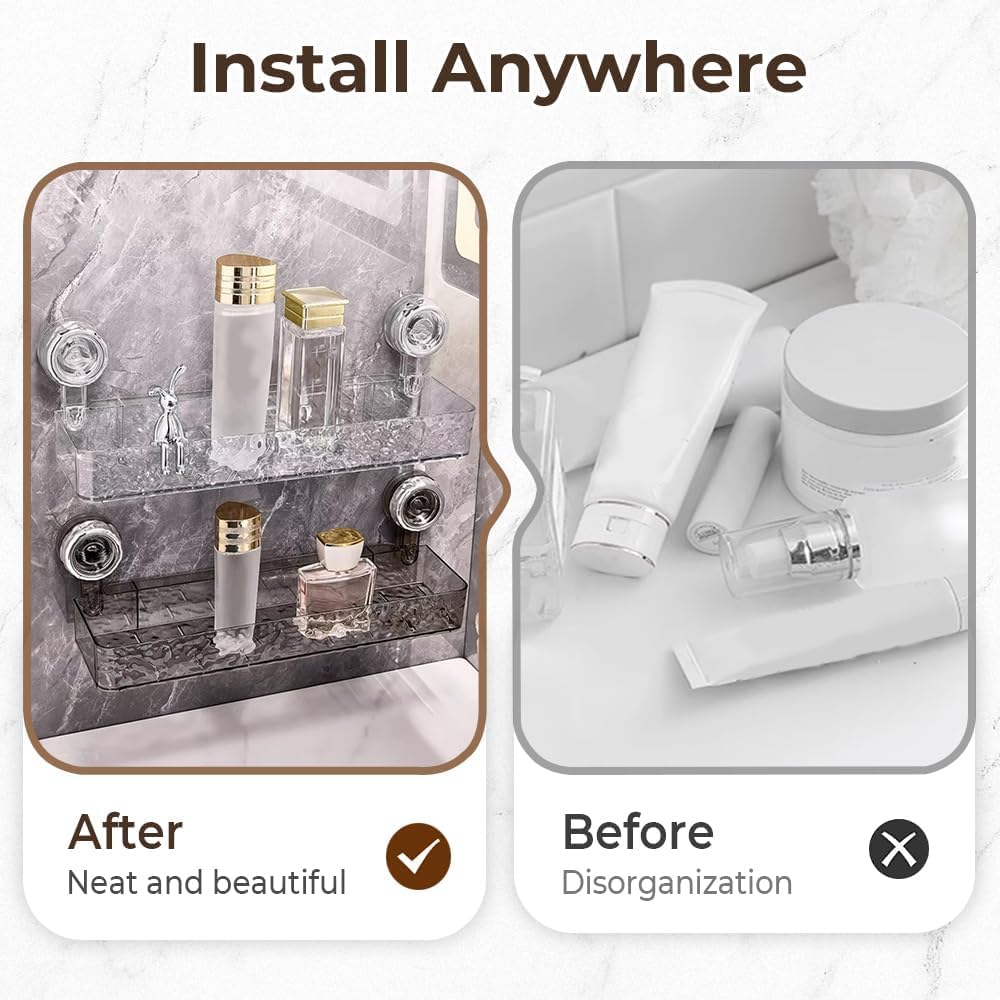 Install Anywhere
After
Neat and beautiful
Before
Disorganization